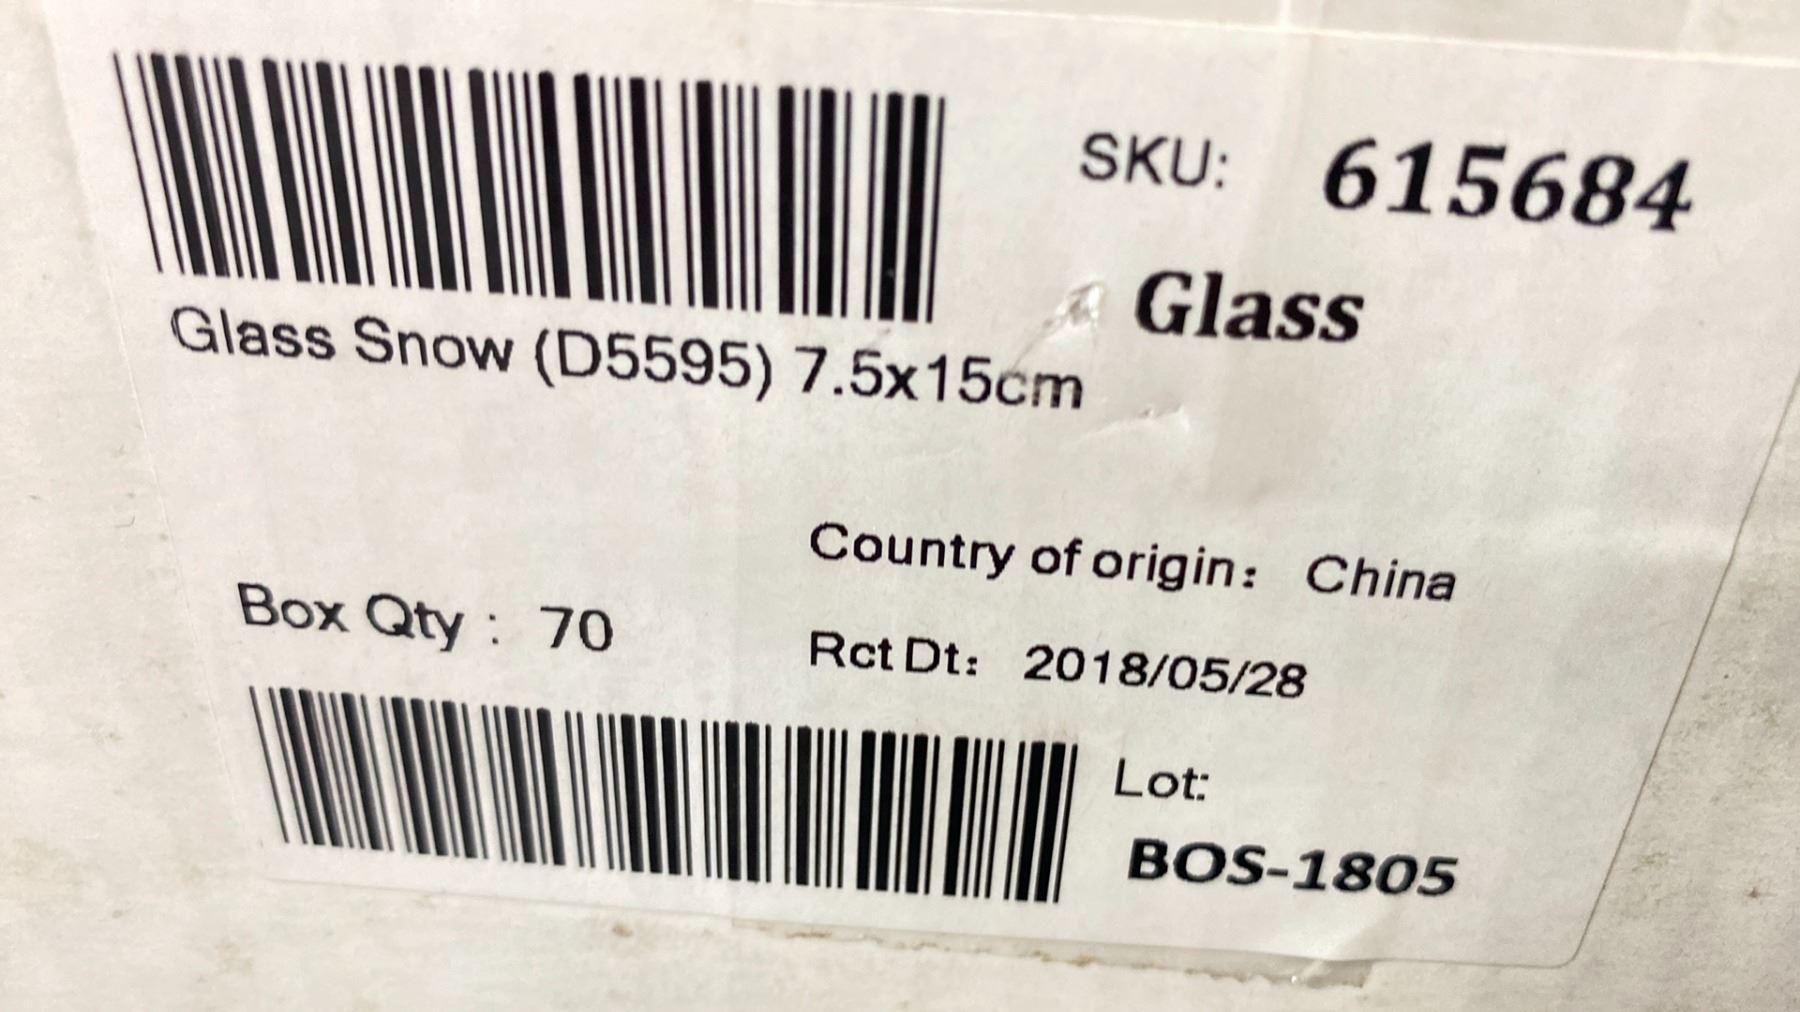 SKU: 615684
Glass
Glass Snow (D5595) 7.5x15cm
Country of origin: China
Box Qty : 70
Rct Dt: 2018/05/28
Lot:
BOS-1805